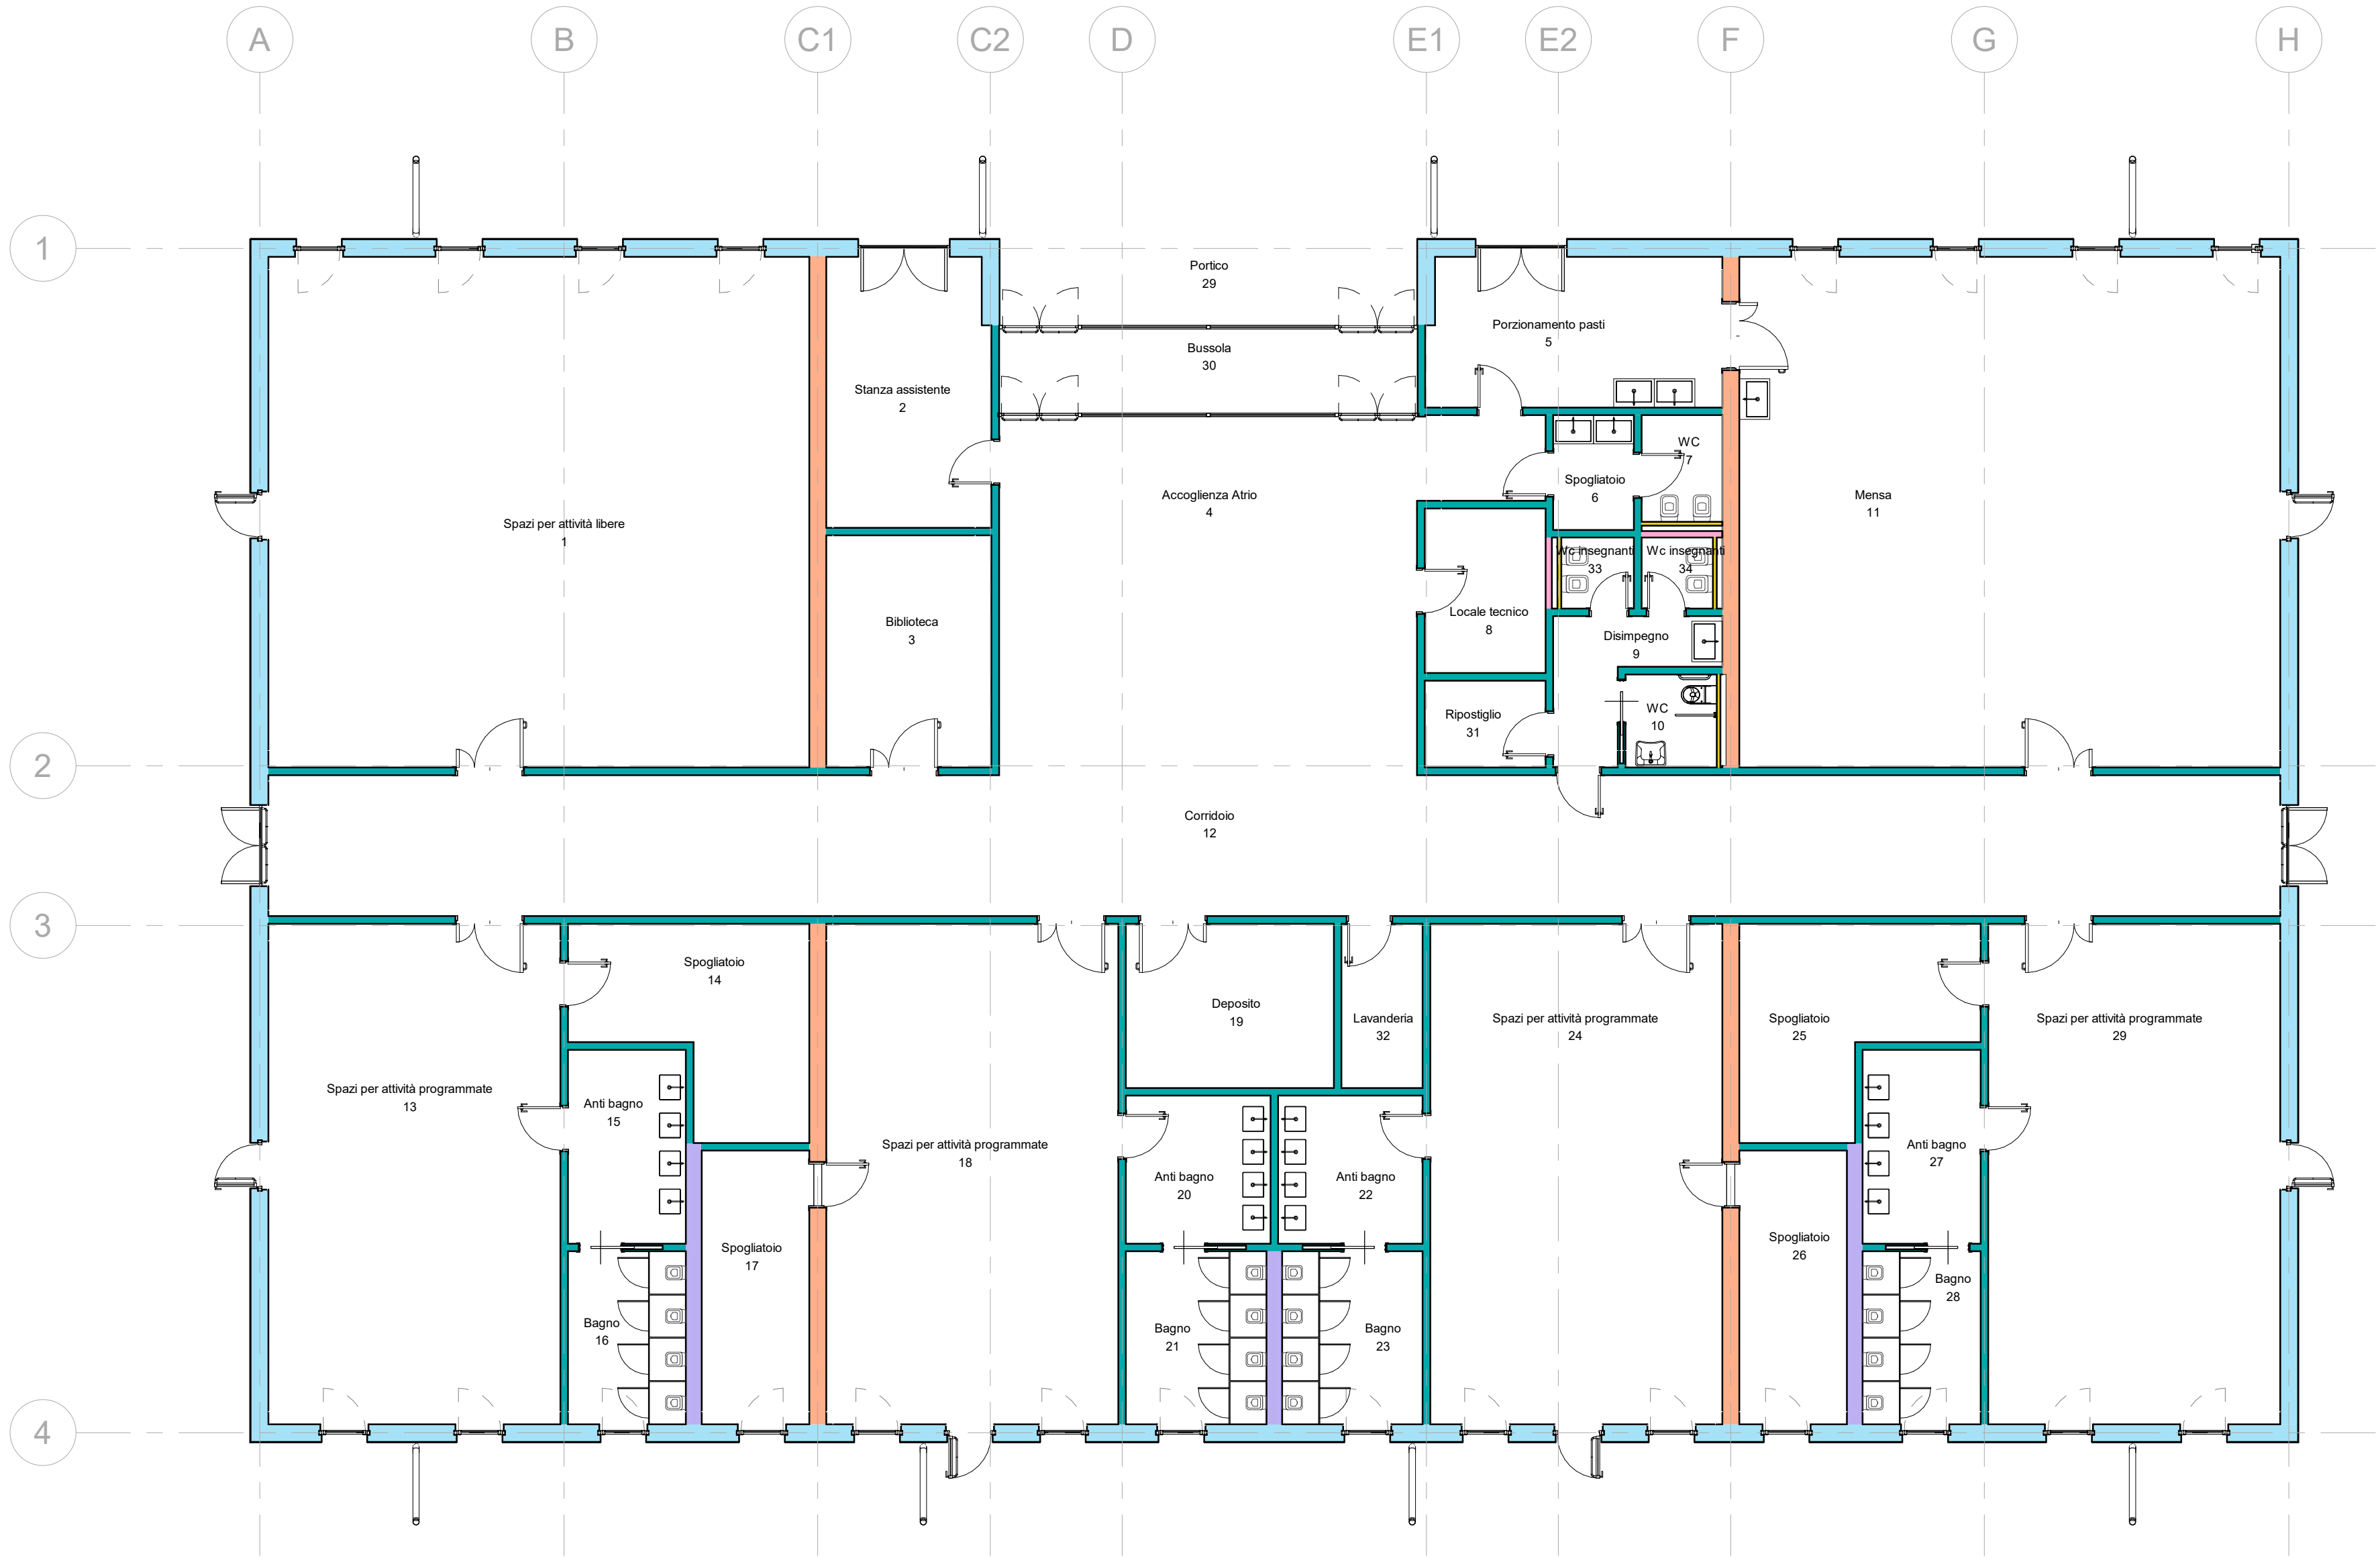 A
B
C1
C2
D
E1
E2
F
G
H
1
Portico
29
Porzionamento pasti
5
Bussola
30
Stanza assistente
2
WC
7
Spogliatoio
6
Accoglienza Atrio
4
Mensa
11
Spazi per attività libere
1
Wc insegnanti
33
Wc insegnanti
34
Locale tecnico
8
Biblioteca
3
Disimpegno
9
Ripostiglio
31
WC
10
2
Corridoio
12
3
Spogliatoio
14
Deposito
19
Lavanderia
32
Spazi per attività programmate
24
Spogliatoio
25
Spazi per attività programmate
29
Spazi per attività programmate
13
Anti bagno
15
Spazi per attività programmate
18
Anti bagno
20
Anti bagno
22
Anti bagno
27
Spogliatoio
17
Spogliatoio
26
Bagno
28
Bagno
16
Bagno
21
Bagno
23
4